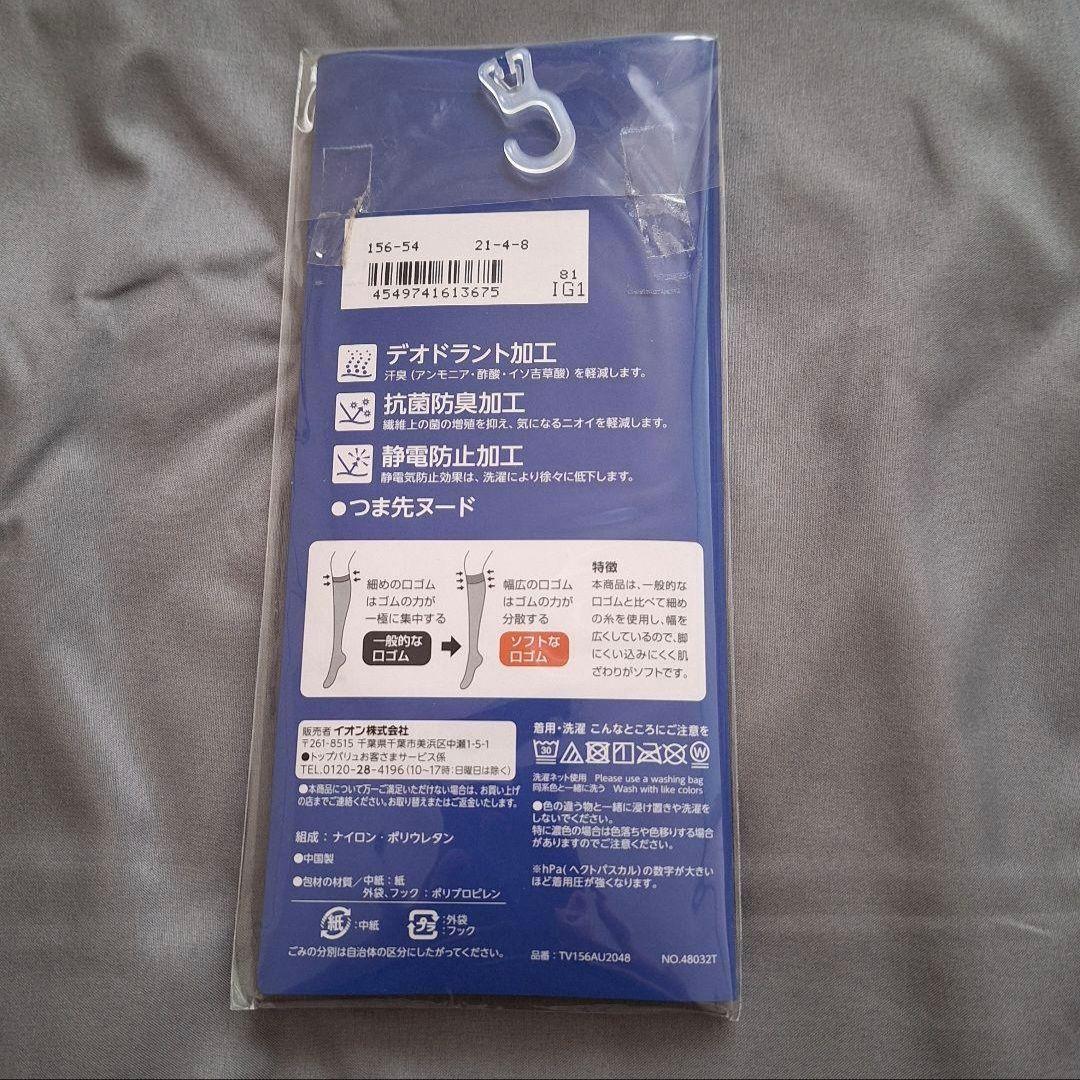 156-54 21-4-8
4549741613675
81
IG1
デオドラント加工
汗臭(アンモニア・酢酸・イソ吉草酸)を軽減します。
抗菌防臭加工
繊維上の菌の増殖を抑え、気になるニオイを軽減します。
静電防止加工
静電気防止効果は、洗濯により徐々に低下します。
●つま先ヌード
細めの口ゴム
はゴムの力が
一極に集中する
一般的な
口ゴム
幅広の口ゴム
はゴムの力が
分散する
ソフトな
口ゴム
特徴
本商品は、一般的な
口ゴムと比べて細め
の糸を使用し、幅を
広くしているので、脚
にくい込みにくく肌
ざわりがソフトです。
販売者 イオン株式会社
〒261-8515 千葉県千葉市美浜区中瀬1-5-1
●トップバリュお客さまサービス係
TEL.0120-28-4196(10~17時:日曜日は除く)
●本商品について万一ご満足いただけない場合は、お買い上げ
の店までご連絡ください。お取り替えまたはご返金いたします。
組成:ナイロン・ポリウレタン
●中国製
●包材の材質/中紙:紙
外袋、フック:ポリプロピレン
紙 :中紙
プラ :外袋
フック
ごみの分別は自治体の区分にしたがってください。
着用・洗濯 こんなところにご注意を
30 W
洗濯ネット使用 Please use a washing bag
同系色と一緒に洗う Wash with like colors
●色の違う物と一緒に浸け置きや洗濯を
しないでください。
特に濃色の場合は色落ちや色移りする場合
がありますのでご注意ください。
※hPa(ヘクトパスカル)の数字が大きい
ほど着用圧が強くなります。
品番:TV156AU2048 NO.48032T